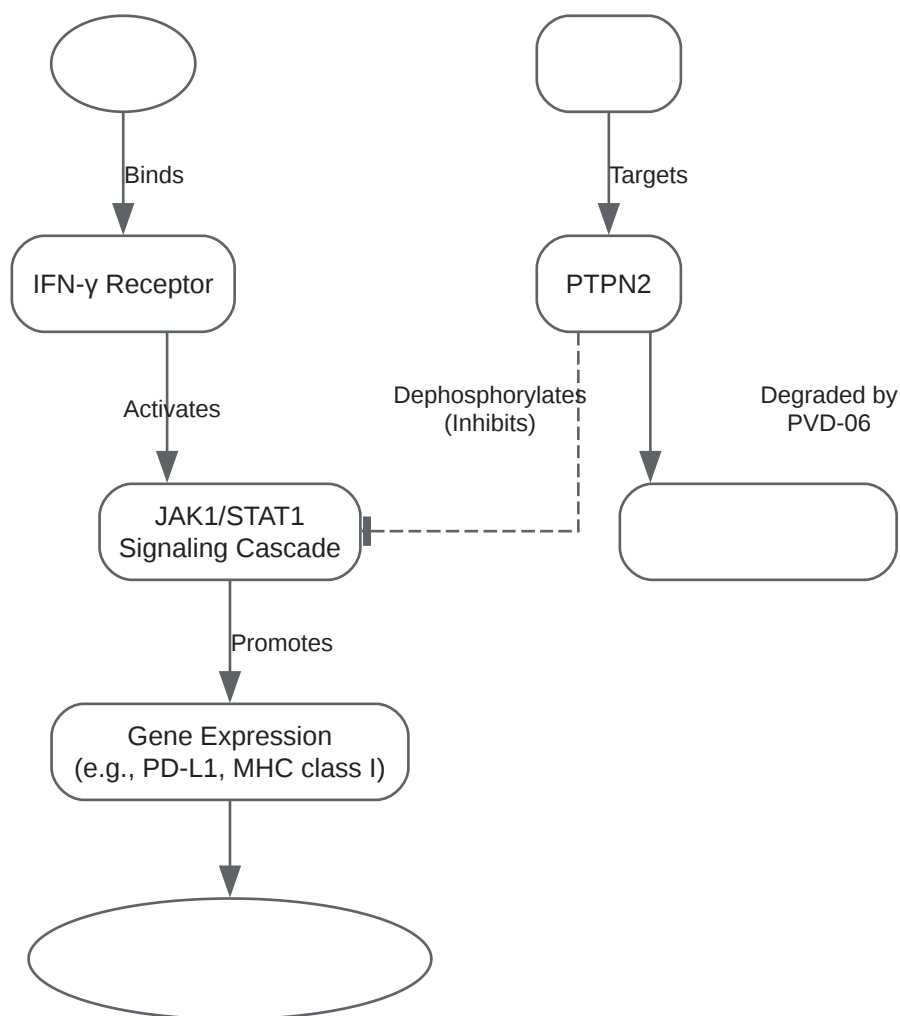 Binds
Targets
IFN-γ Receptor
PTPN2
Activates
Dephosphorylates
(Inhibits)
Degraded by
PVD-06
JAK1/STAT1
Signaling Cascade
Promotes
Gene Expression
(e.g., PD-L1, MHC class I)